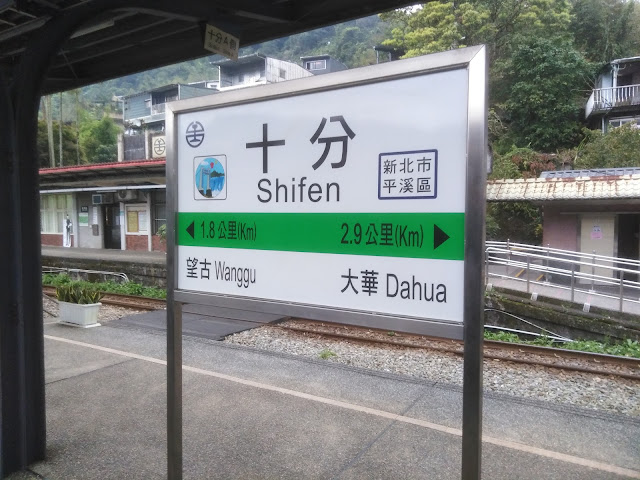 十分
Shifen
新北市
平溪區
1.8公里(Km)
2.9公里(Km)
望古 Wanggu
大華 Dahua